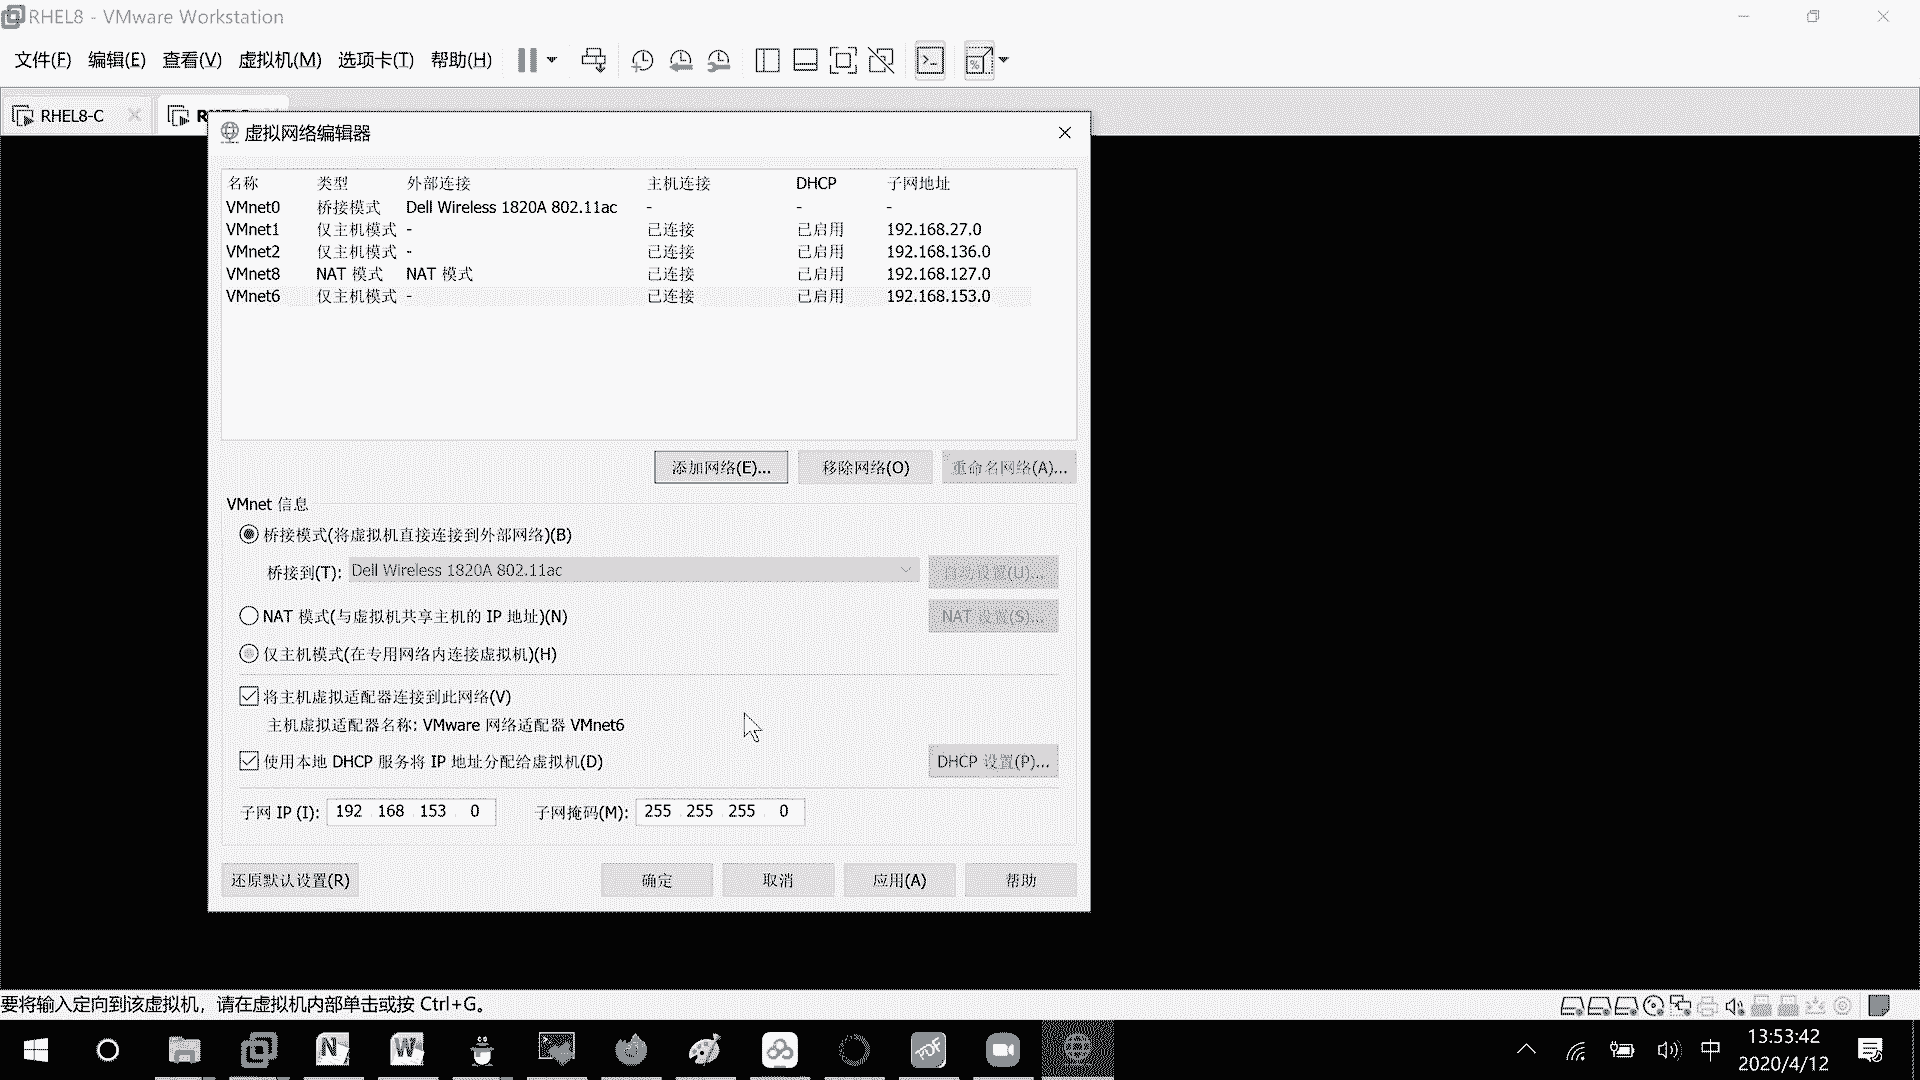 RHEL8 - VMware Workstation
文件(F) 编辑(E) 查看(V) 虚拟机(M) 选项卡(T) 帮助(H)
RHEL8-C
虚拟网络编辑器
名称 类型 外部连接 主机连接 DHCP 子网地址
VMnet0 桥接模式 Dell Wireless 1820A 802.11ac - - -
VMnet1 仅主机模式 - 已连接 已启用 192.168.27.0
VMnet2 仅主机模式 - 已连接 已启用 192.168.136.0
VMnet8 NAT 模式 NAT 模式 已连接 已启用 192.168.127.0
VMnet6 仅主机模式 - 已连接 已启用 192.168.153.0
添加网络(E)... 移除网络(O) 重命名网络(A)...
VMnet 信息
桥接模式(将虚拟机直接连接到外部网络)(B)
桥接到(T): Dell Wireless 1820A 802.11ac 自动设置(U)...
NAT 模式(与虚拟机共享主机的 IP 地址)(N) NAT 设置(S)...
仅主机模式(在专用网络内连接虚拟机)(H)
将主机虚拟适配器连接到此网络(V)
主机虚拟适配器名称: VMware 网络适配器 VMnet6
使用本地 DHCP 服务将 IP 地址分配给虚拟机(D) DHCP 设置(P)...
子网 IP (I): 192 . 168 . 153 . 0 子网掩码(M): 255 . 255 . 255 . 0
还原默认设置(R) 确定 取消 应用(A) 帮助
要将输入定向到该虚拟机，请在虚拟机内部单击或按 Ctrl+G。
N W PDF 中 13:53:42
2020/4/12